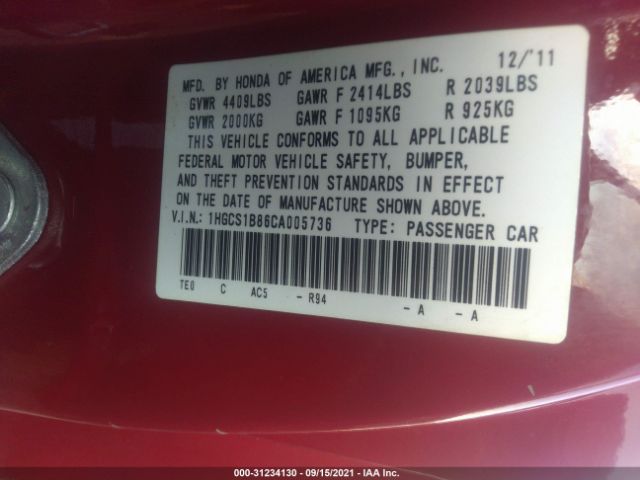 MFD. BY HONDA OF AMERICA MFG., INC. 12/'11
GVWR 4409LBS GAWR F 2414LBS R 2039LBS
GVWR 2000KG GAWR F 1095KG R 925KG
THIS VEHICLE CONFORMS TO ALL APPLICABLE
FEDERAL MOTOR VEHICLE SAFETY, BUMPER,
AND THEFT PREVENTION STANDARDS IN EFFECT
ON THE DATE OF MANUFACTURE SHOWN ABOVE.
V.I.N.: 1HGCS1B86CA005736 TYPE: PASSENGER CAR
TE0 C AC5 - R94 - A - A
000-31234130 - 09/15/2021 - IAA Inc.